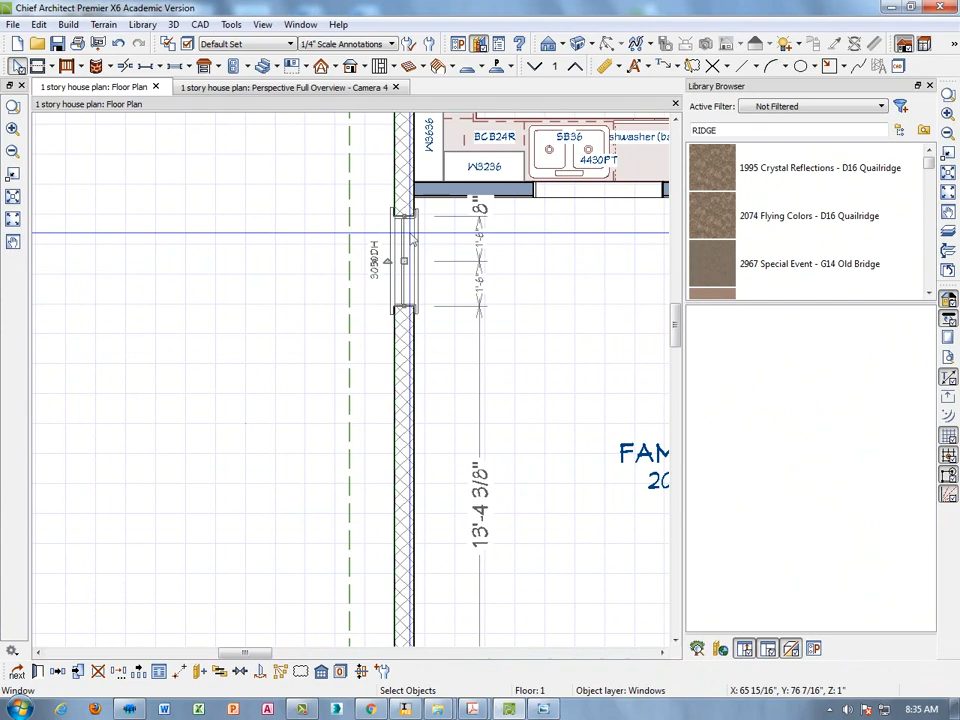 Chief Architect Premier X6 Academic Version
File Edit Build Terrain Library 3D CAD Tools View Window Help
Default Set 1/4" Scale Annotations
1
1 story house plan: Floor Plan 1 story house plan: Perspective Full Overview - Camera 4
1 story house plan: Floor Plan
Library Browser
Active Filter: Not Filtered
RIDGE
1995 Crystal Reflections - D16 Quailridge
2074 Flying Colors - D16 Quailridge
2967 Special Event - G14 Old Bridge
W3636
BCB24R
SB36
shwasher (ba
4430PT
W3236
8"
3050DH
1'-6"
1'-6"
FAM
20
13'-4 3/8"
next
Window Select Objects Floor: 1 Object layer: Windows X: 65 15/16", Y: 76 7/16", Z: 1"
8:35 AM